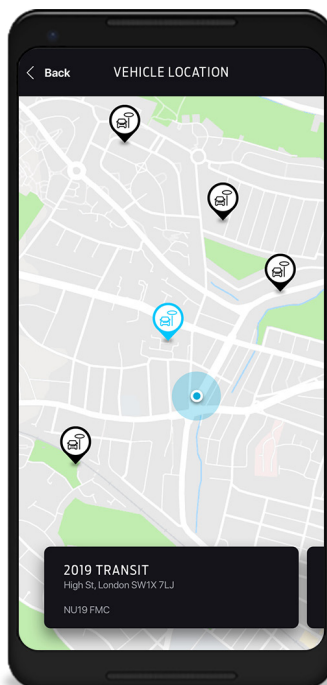 Back
VEHICLE LOCATION
2019 TRANSIT
High St, London SW1X 7LJ
NU19 FMC